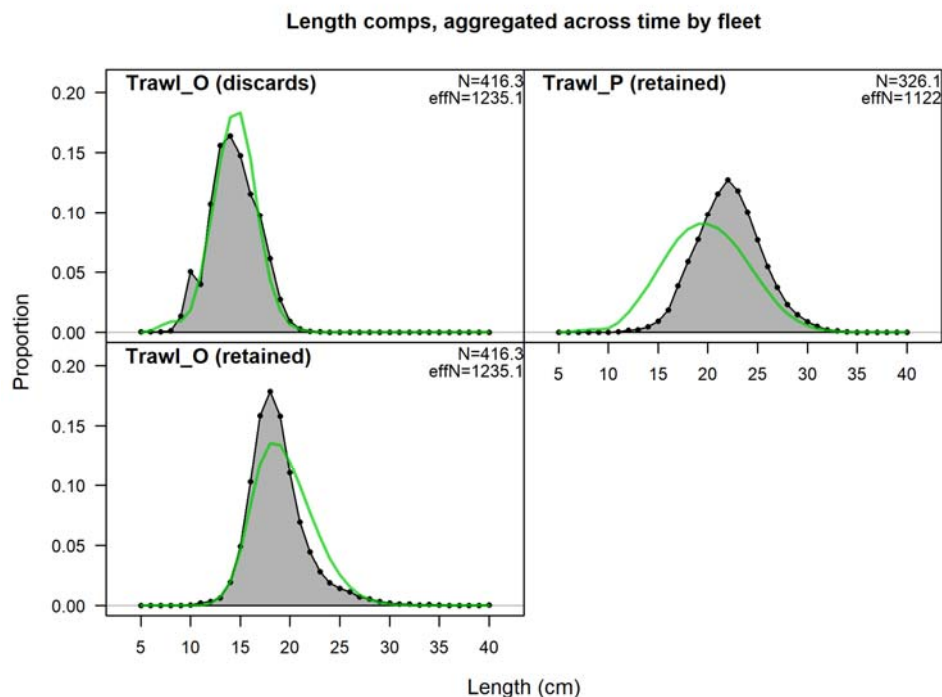 Length comps, aggregated across time by fleet
Trawl_O (discards)
N=416.3
effN=1235.1
Trawl_P (retained)
N=326.1
effN=1122
0.20
0.15
0.10
0.05
0.00
Trawl_O (retained)
N=416.3
effN=1235.1
5 10 15 20 25 30 35 40
0.20
0.15
0.10
0.05
0.00
5 10 15 20 25 30 35 40
Proportion
Length (cm)